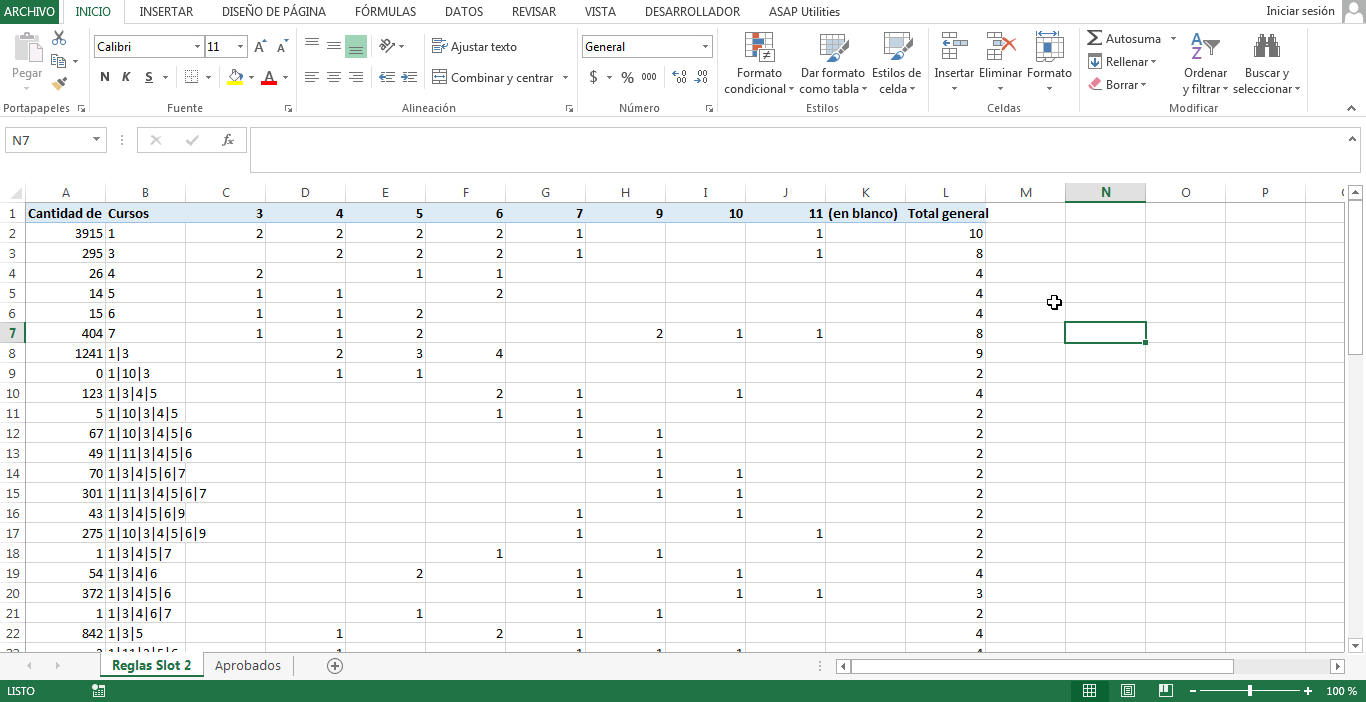 ARCHIVO INICIO INSERTAR DISEÑO DE PÁGINA FÓRMULAS DATOS REVISAR VISTA DESARROLLADOR ASAP Utilities Iniciar sesión
Pegar
Portapapeles
Calibri 11
N K S
Fuente
Ajustar texto
Combinar y centrar
Alineación
General
$ % 000
Número
Formato condicional
Dar formato como tabla
Estilos de celda
Estilos
Insertar Eliminar Formato
Celdas
Autosuma
Rellenar
Borrar
Ordenar y filtrar
Buscar y seleccionar
Modificar
N7 fx
A B C D E F G H I J K L M N O P
1 Cantidad de Cursos 3 4 5 6 7 9 10 11 (en blanco) Total general
2 3915 1 2 2 2 2 1 1 10
3 295 3 2 2 2 1 1 8
4 26 4 2 1 1 4
5 14 5 1 1 2 4
6 15 6 1 1 2 4
7 404 7 1 1 2 2 1 1 8
8 1241 1|3 2 3 4 9
9 0 1|10|3 1 1 2
10 123 1|3|4|5 2 1 1 4
11 5 1|10|3|4|5 1 1 2
12 67 1|10|3|4|5|6 1 1 2
13 49 1|11|3|4|5|6 1 1 2
14 70 1|3|4|5|6|7 1 1 2
15 301 1|11|3|4|5|6|7 1 1 2
16 43 1|3|4|5|6|9 1 1 2
17 275 1|10|3|4|5|6|9 1 1 2
18 1 1|3|4|5|7 1 1 2
19 54 1|3|4|6 2 1 1 4
20 372 1|3|4|5|6 1 1 1 3
21 1 1|3|4|6|7 1 1 2
22 842 1|3|5 1 2 1 4
Reglas Slot 2 Aprobados
LISTO 100 %